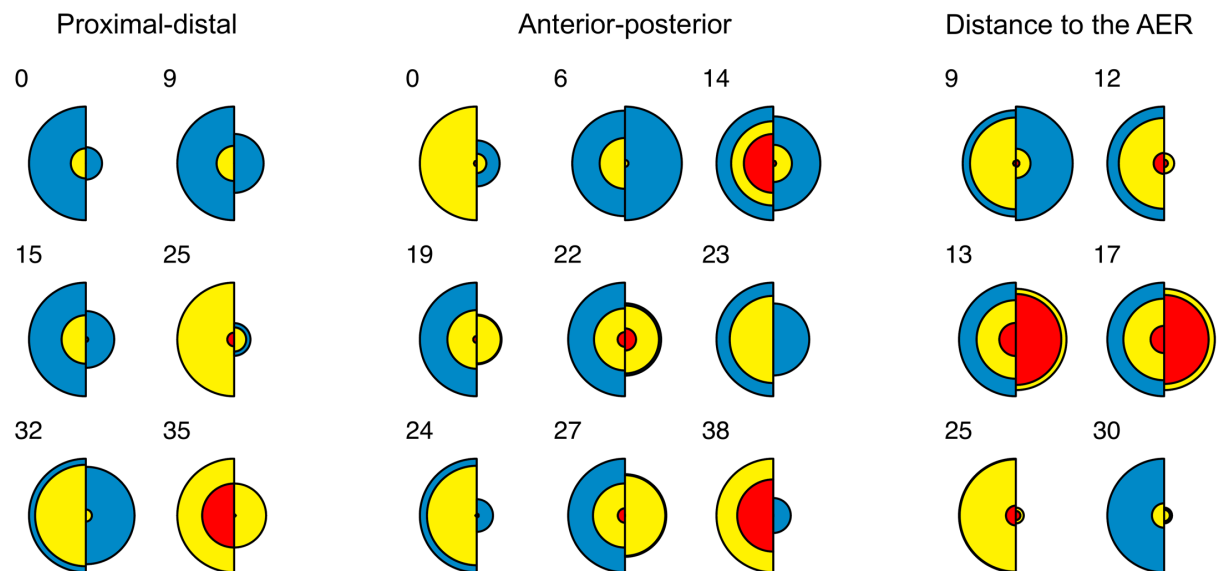 Proximal-distal
Anterior-posterior
Distance to the AER
0 9
0 6 14
9 12
15 25
19 22 23
13 17
32 35
24 27 38
25 30